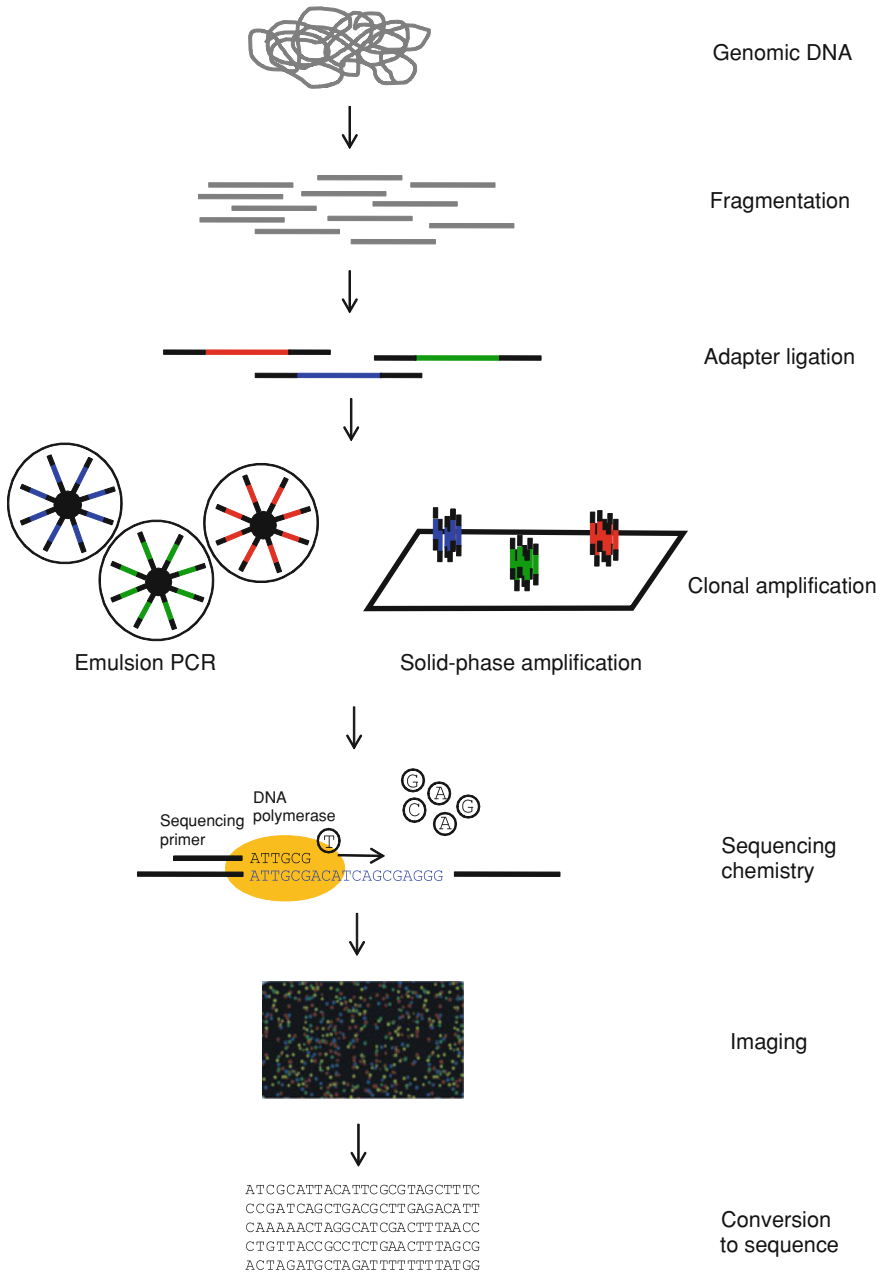 Genomic DNA
Fragmentation
Adapter ligation
Clonal amplification
Emulsion PCR
Solid-phase amplification
G
A
C
G
A
DNA
polymerase
Sequencing
primer
T
Sequencing
chemistry
ATTGCG
ATTGCGACATCAGCGAGGG
Imaging
ATCGCATTACATTCGCGTAGCTTTC
CCGATCAGCTGACGCTTGAGACATT
CAAAAACTAGGCATCGACTTTAACC
CTGTTACCGCCTCTGAACTTTAGCG
ACTAGATGCTAGATTTTTTTTATGG
Conversion
to sequence